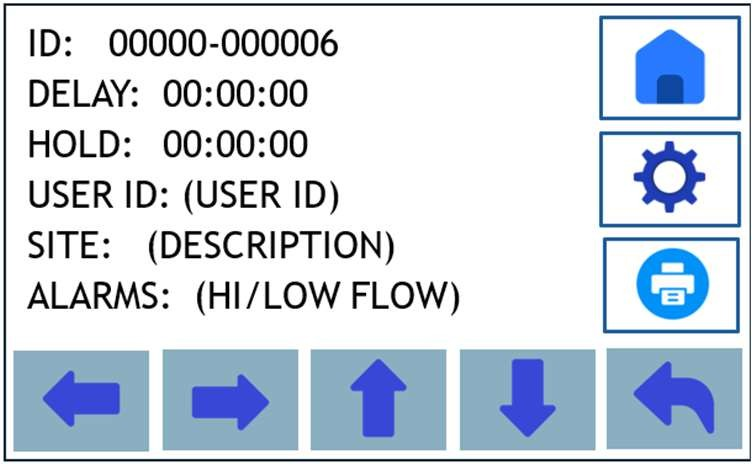 ID: 00000-000006
DELAY: 00:00:00
HOLD: 00:00:00
USER ID: (USER ID)
SITE: (DESCRIPTION)
ALARMS: (HI/LOW FLOW)